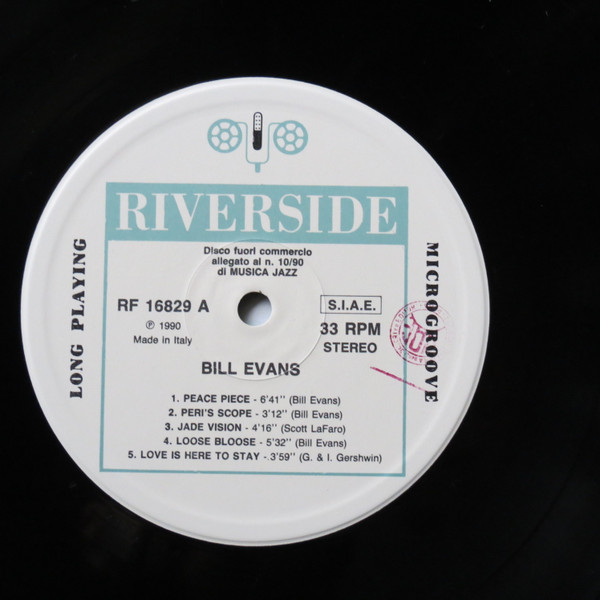 RIVERSIDE
Disco fuori commercio
allegato al n. 10/90
di MUSICA JAZZ
RF 16829 A
℗ 1990
Made in Italy
S.I.A.E.
33 RPM
STEREO
LONG PLAYING
MICROGROOVE
BILL EVANS
1. PEACE PIECE - 6'41" (Bill Evans)
2. PERI'S SCOPE - 3'12" (Bill Evans)
3. JADE VISION - 4'16" (Scott LaFaro)
4. LOOSE BLOOSE - 5'32" (Bill Evans)
5. LOVE IS HERE TO STAY - 3'59" (G. & I. Gershwin)